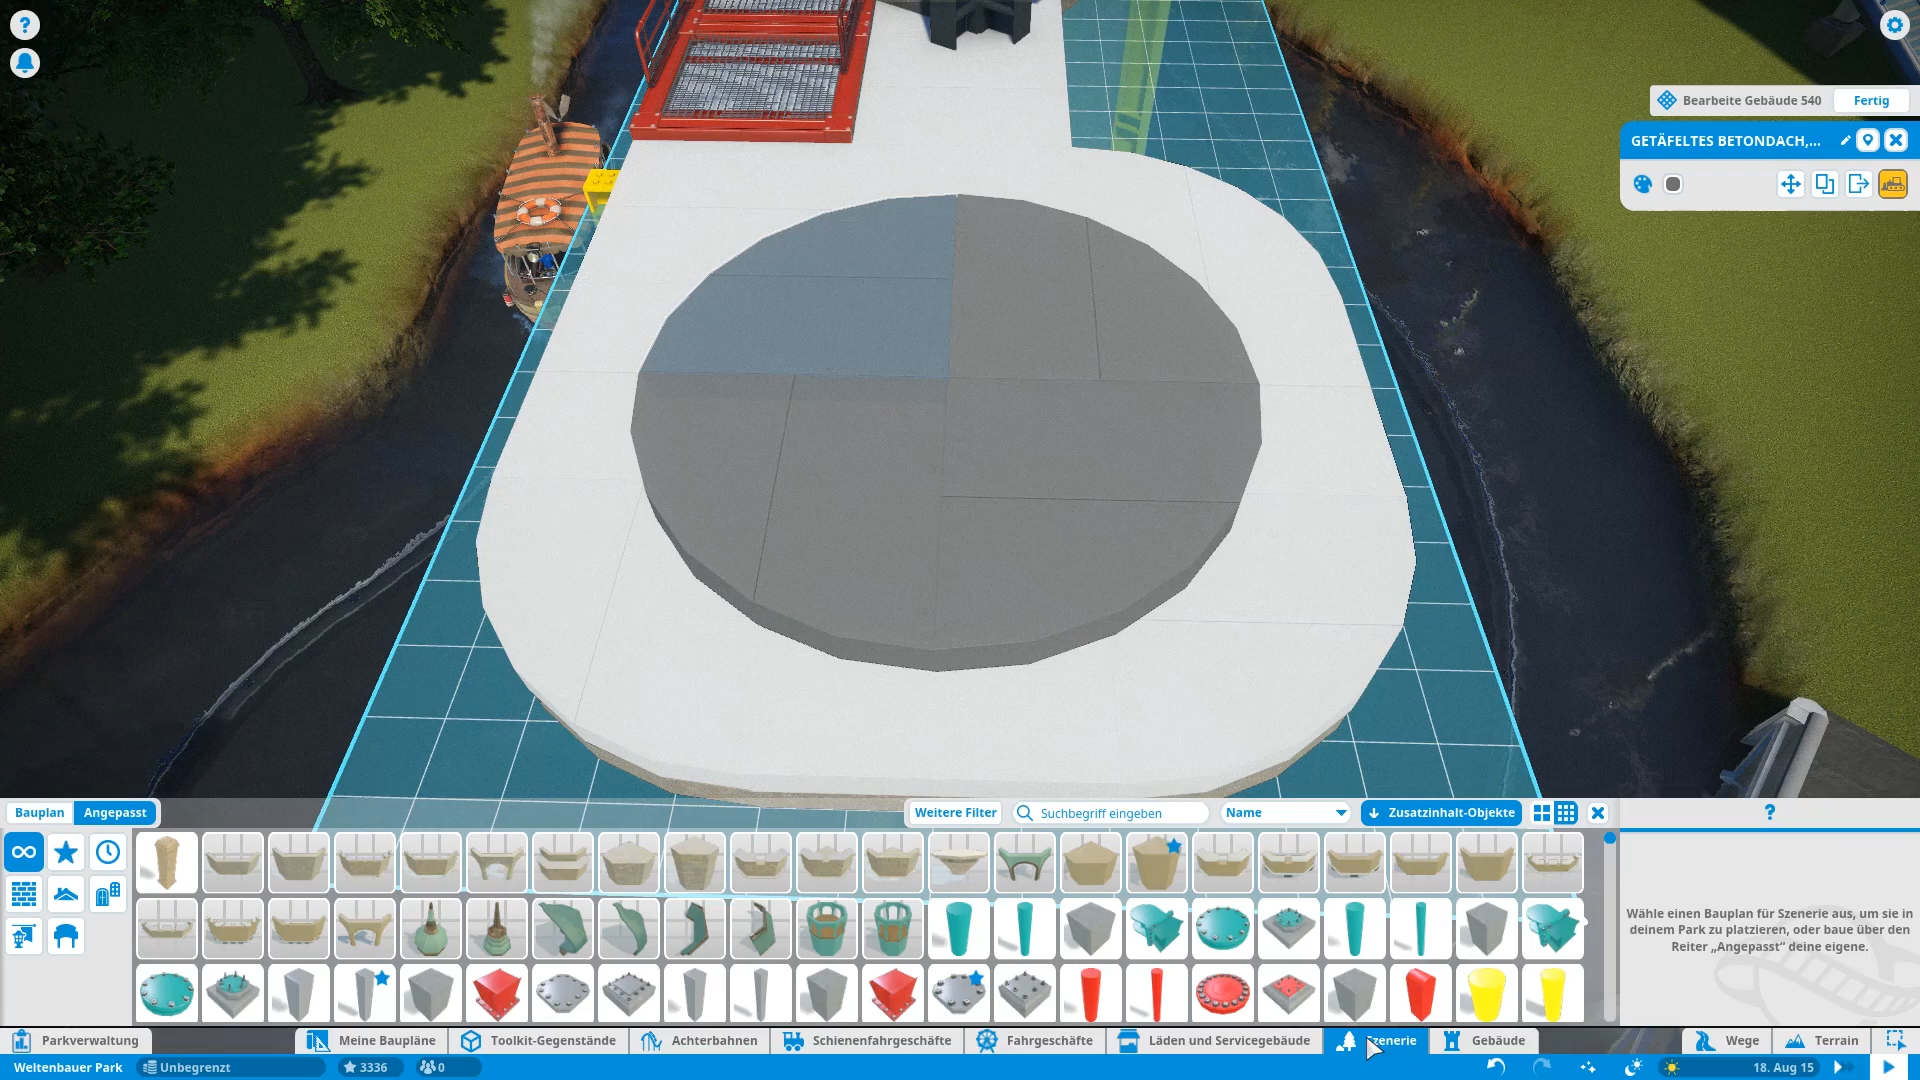 ?
Bearbeite Gebäude 540
Fertig
GETÄFELTES BETONDACH,...
Bauplan
Angepasst
Weitere Filter
Suchbegriff eingeben
Name
Zusatzinhalt-Objekte
?
Wähle einen Bauplan für Szenerie aus, um sie in
deinem Park zu platzieren, oder baue über den
Reiter „Angepasst“ deine eigene.
Parkverwaltung
Meine Baupläne
Toolkit-Gegenstände
Achterbahnen
Schienenfahrgeschäfte
Fahrgeschäfte
Läden und Servicegebäude
Szenerie
Gebäude
Wege
Terrain
Weltenbauer Park
Unbegrenzt
3336
0
18. Aug 15